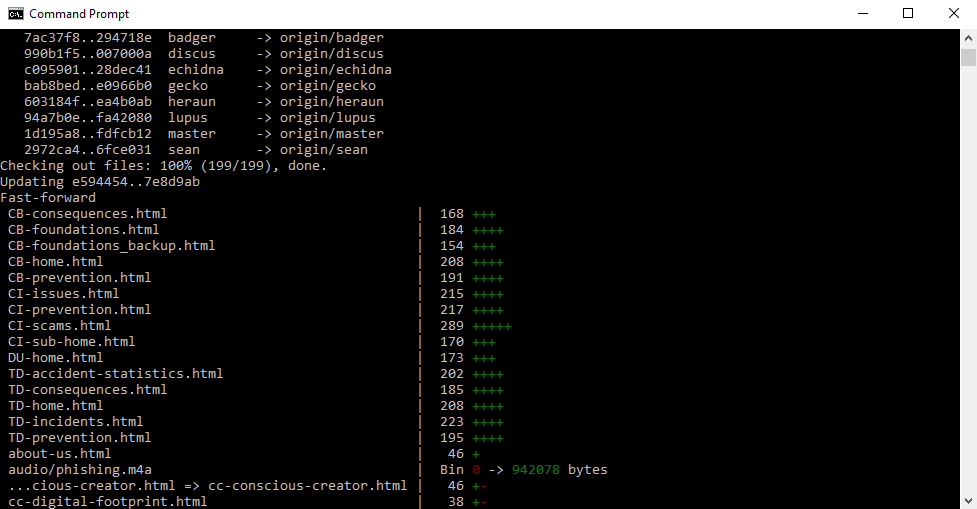 Command Prompt
7ac37f8..294718e  badger     -> origin/badger
990b1f5..007000a  discus     -> origin/discus
c095901..28dec41  echidna    -> origin/echidna
bab8bed..e0966b0  gecko      -> origin/gecko
603184f..ea4b0ab  heraun     -> origin/heraun
94a7b0e..fa42080  lupus      -> origin/lupus
1d195a8..fdfcb12  master     -> origin/master
2972ca4..6fce031  sean       -> origin/sean
Checking out files: 100% (199/199), done.
Updating e594454..7e8d9ab
Fast-forward
CB-consequences.html | 168 +++
CB-foundations.html | 184 ++++
CB-foundations_backup.html | 154 +++
CB-home.html | 208 ++++
CB-prevention.html | 191 ++++
CI-issues.html | 215 ++++
CI-prevention.html | 217 ++++
CI-scams.html | 289 +++++
CI-sub-home.html | 170 +++
DU-home.html | 173 +++
TD-accident-statistics.html | 202 ++++
TD-consequences.html | 185 ++++
TD-home.html | 208 ++++
TD-incidents.html | 223 ++++
TD-prevention.html | 195 ++++
about-us.html | 46 +
audio/phishing.m4a | Bin 0 -> 942078 bytes
...cious-creator.html => cc-conscious-creator.html | 46 +-
cc-digital-footprint.html | 38 +-